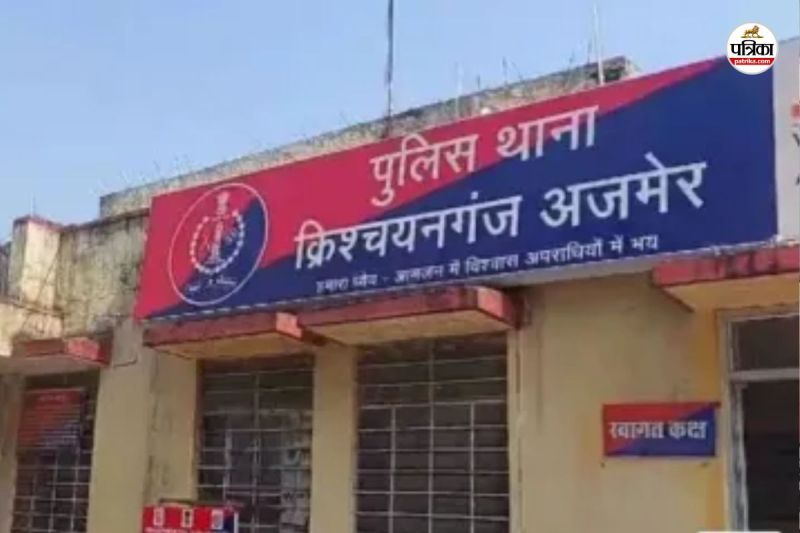 पत्रिका
patrika.com
पुलिस थाना
क्रिश्चयनगंज अजमेर
हमारा ध्येय - आमजन में विश्वास अपराधियों में भय
स्वागत कक्ष